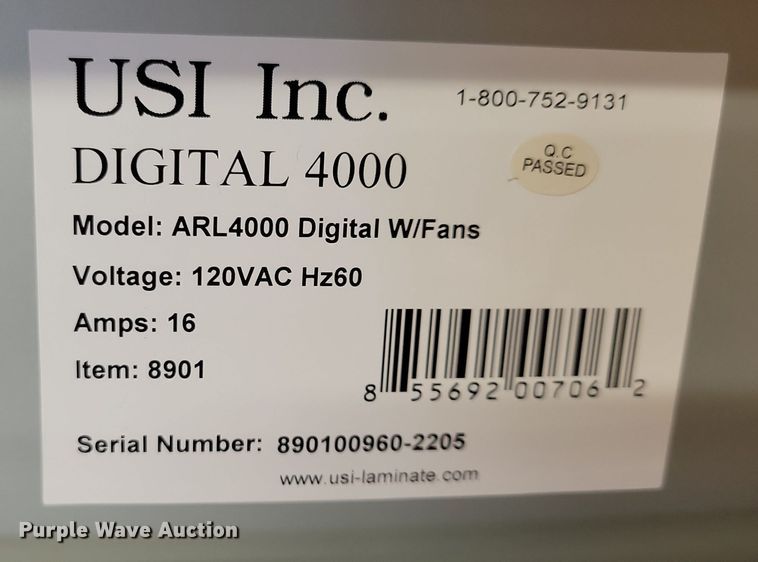 USI Inc.
1-800-752-9131
DIGITAL 4000
Q.C
PASSED
Model: ARL4000 Digital W/Fans
Voltage: 120VAC Hz60
Amps: 16
Item: 8901
8 55692 00706 2
Serial Number: 890100960-2205
www.usi-laminate.com
Purple Wave Auction